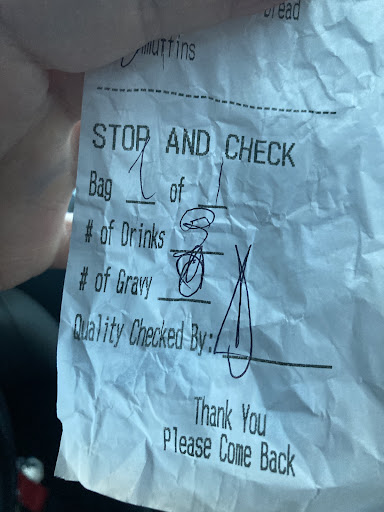 bread
muffins
STOP AND CHECK
Bag 1 of 1
# of Drinks
# of Gravy
Quality Checked By:
Thank You
Please Come Back